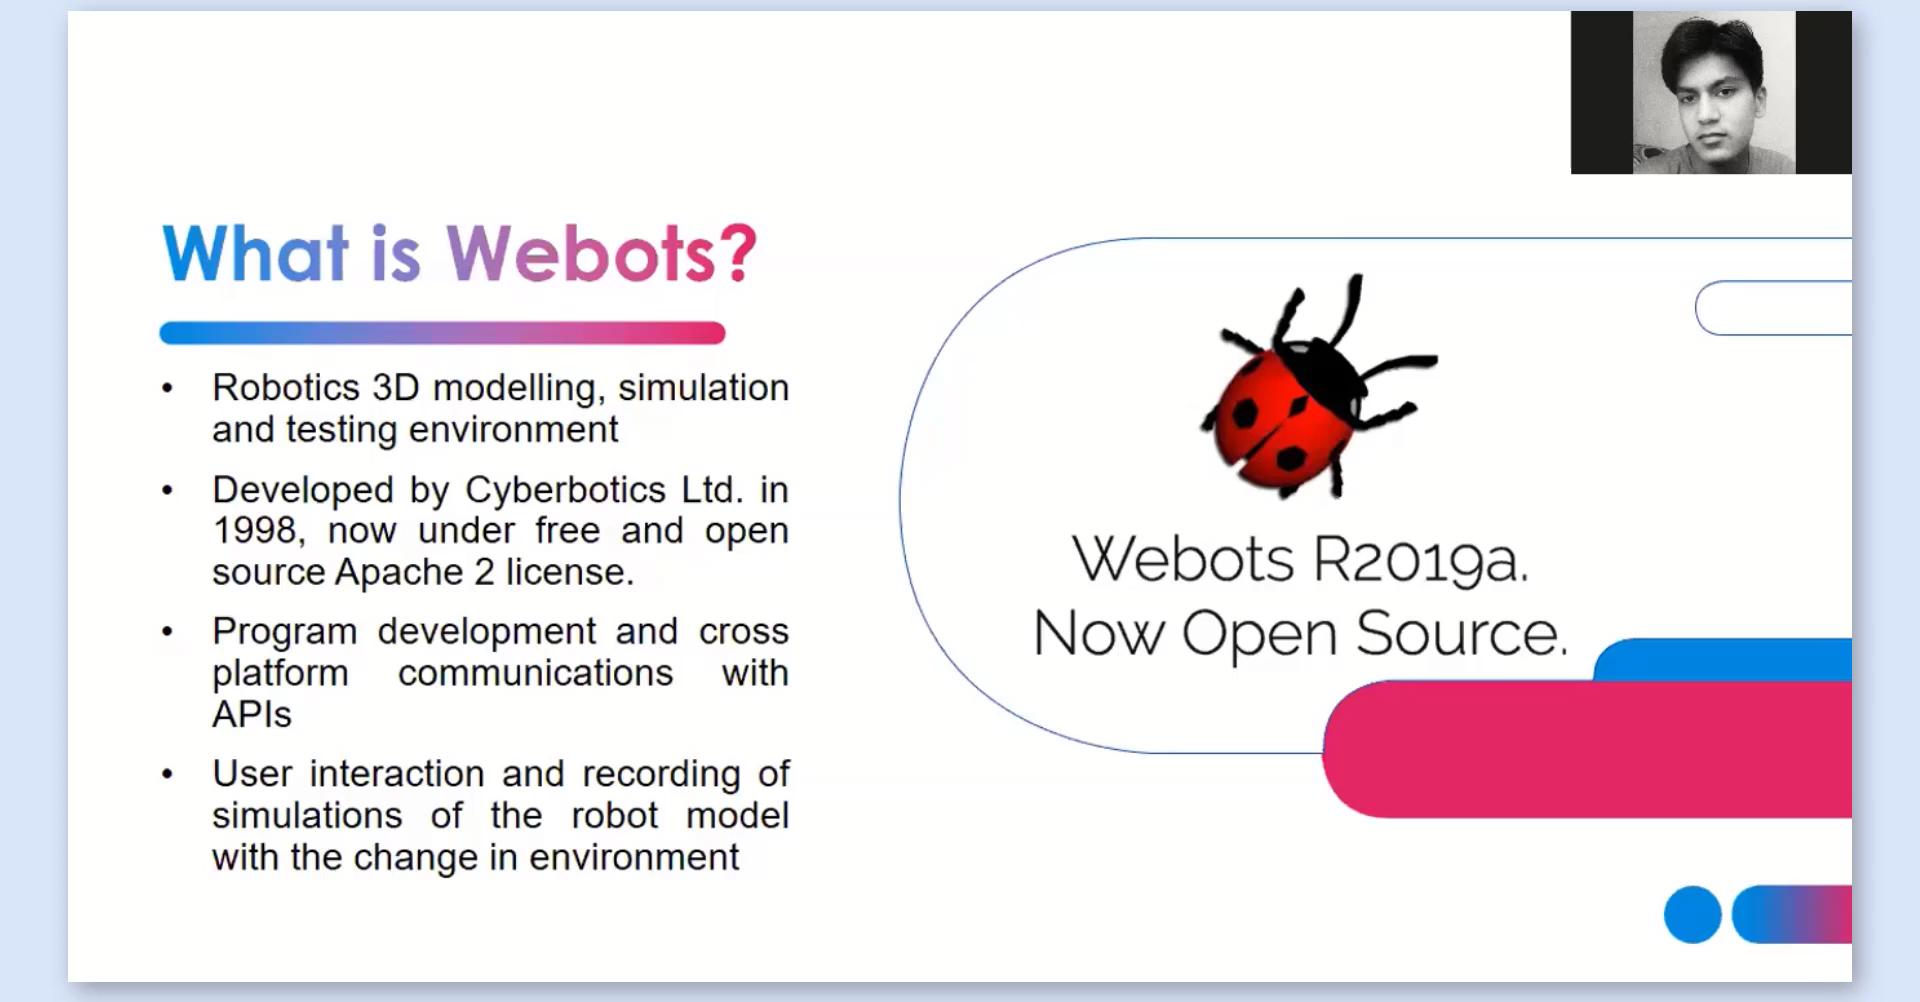 What is Webots?
• Robotics 3D modelling, simulation
and testing environment
• Developed by Cyberbotics Ltd. in
1998, now under free and open
source Apache 2 license.
• Program development and cross
platform communications with
APIs
• User interaction and recording of
simulations of the robot model
with the change in environment
Webots R2019a.
Now Open Source.